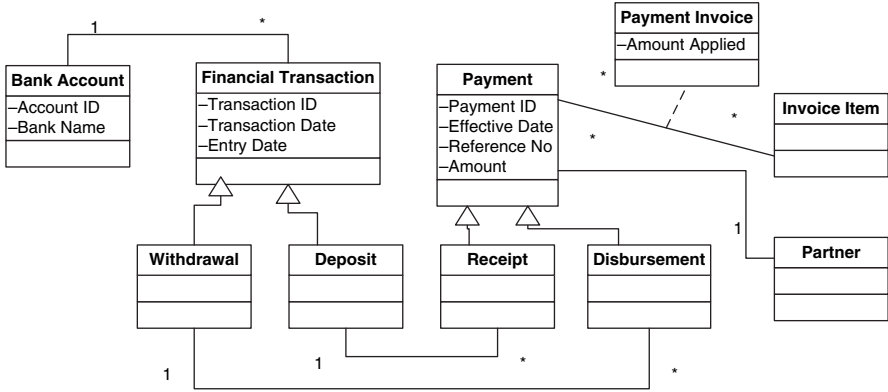 Payment Invoice
–Amount Applied
1
*
Bank Account
–Account ID
–Bank Name
Financial Transaction
–Transaction ID
–Transaction Date
–Entry Date
Payment
–Payment ID
–Effective Date
–Reference No
–Amount
*
*
*
Invoice Item
1
Withdrawal
Deposit
Receipt
Disbursement
Partner
1
*
1
*